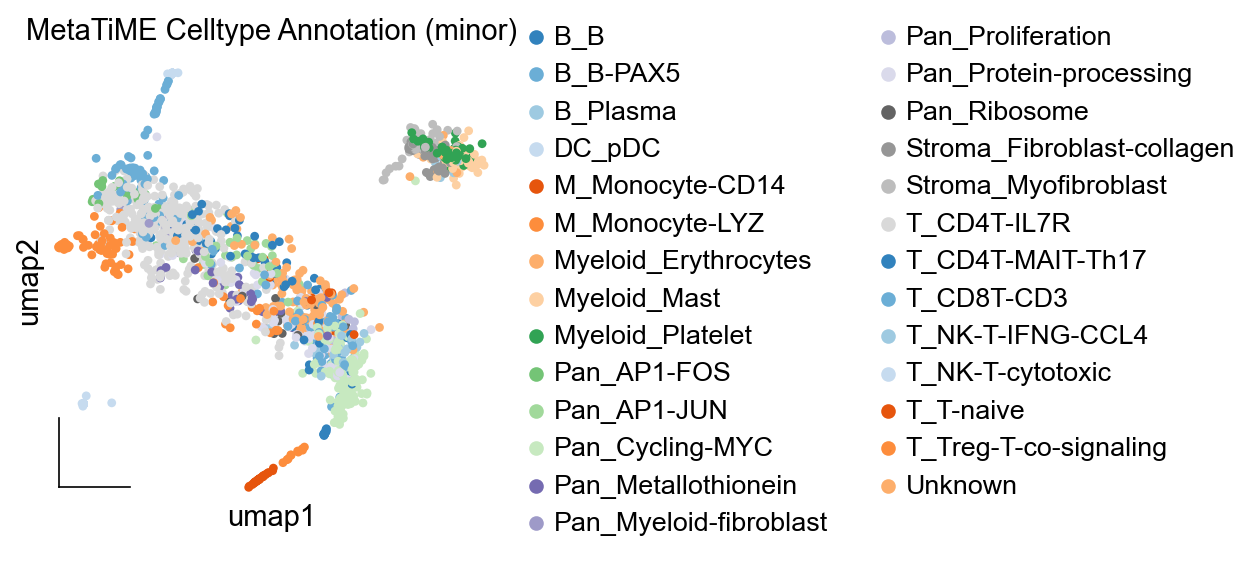 MetaTiME Celltype Annotation (minor)
umap2
umap1
B_B
B_B-PAX5
B_Plasma
DC_pDC
M_Monocyte-CD14
M_Monocyte-LYZ
Myeloid_Erythrocytes
Myeloid_Mast
Myeloid_Platelet
Pan_AP1-FOS
Pan_AP1-JUN
Pan_Cycling-MYC
Pan_Metallothionein
Pan_Myeloid-fibroblast
Pan_Proliferation
Pan_Protein-processing
Pan_Ribosome
Stroma_Fibroblast-collagen
Stroma_Myofibroblast
T_CD4T-IL7R
T_CD4T-MAIT-Th17
T_CD8T-CD3
T_NK-T-IFNG-CCL4
T_NK-T-cytotoxic
T_T-naive
T_Treg-T-co-signaling
Unknown